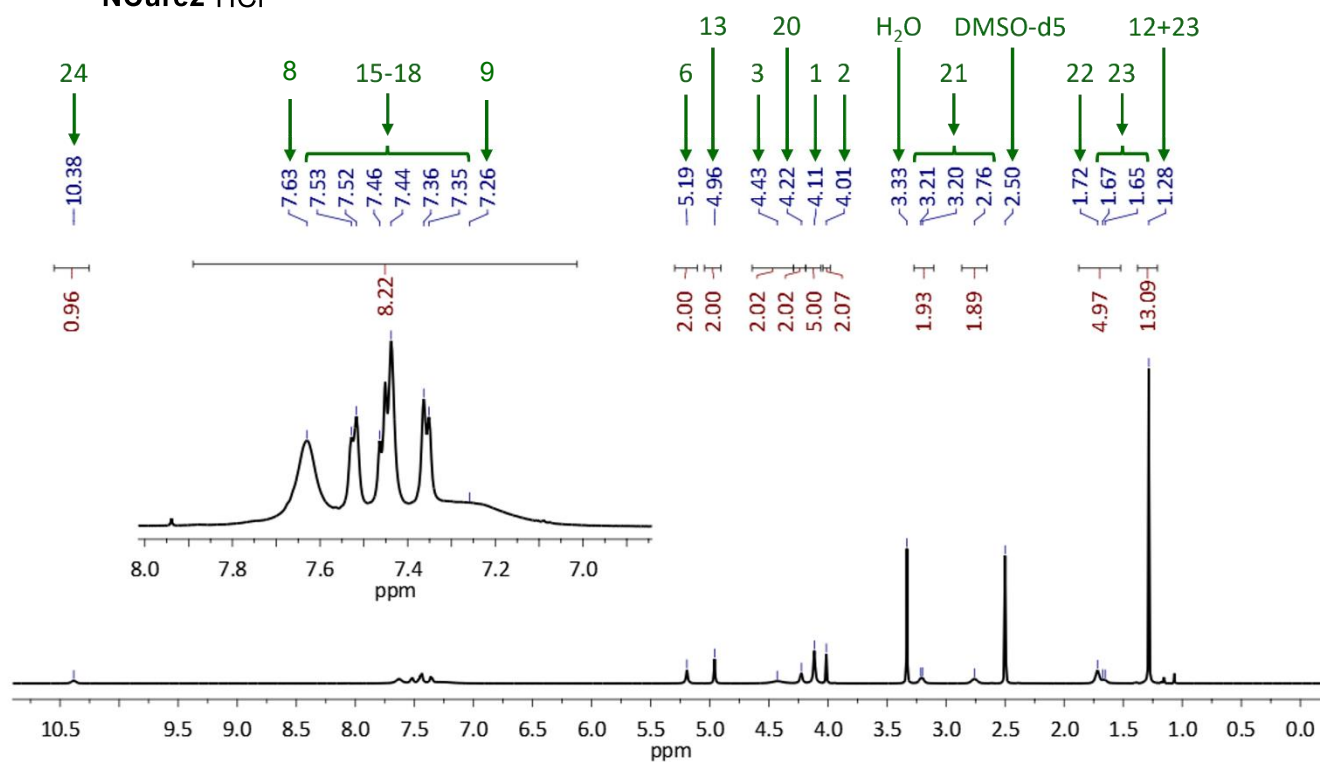 NOure2 HCl
13 20 H2O DMSO-d5 12+23
24 8 15-18 9 6 3 1 2 21 22 23
10.38 7.63 7.53 7.52 7.46 7.44 7.36 7.35 7.26 5.19 4.96 4.43 4.22 4.11 4.01 3.33 3.21 3.20 2.76 2.50 1.72 1.67 1.65 1.28
0.96 8.22 2.00 2.00 2.02 2.02 5.00 2.07 1.93 1.89 4.97 13.09
8.0 7.8 7.6 7.4 7.2 7.0
ppm
10.5 9.5 9.0 8.5 8.0 7.5 7.0 6.5 6.0 5.5 5.0 4.5 4.0 3.5 3.0 2.5 2.0 1.5 1.0 0.5 0.0
ppm